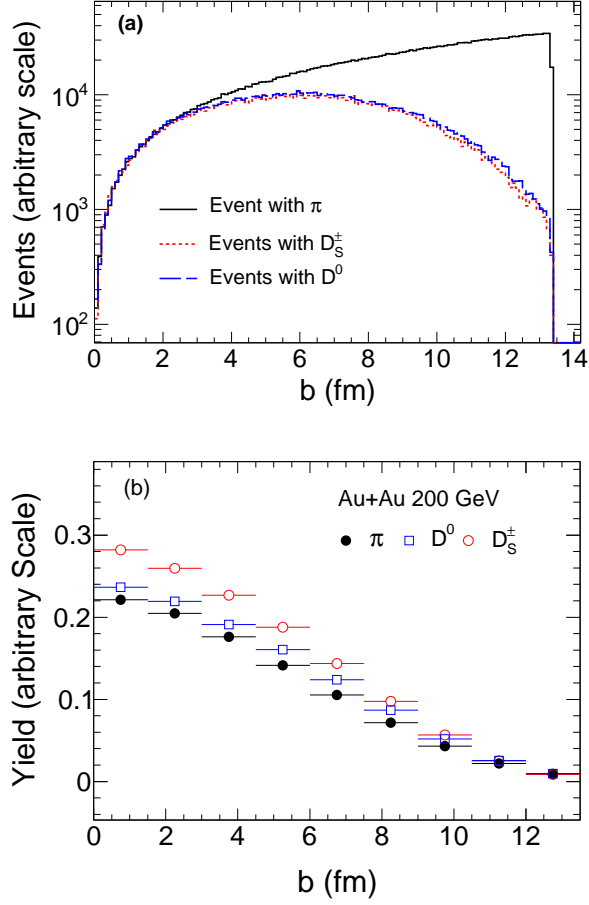 (a)
Events (arbitrary scale)
10⁴
10³
10²
Event with π
Events with D_S^±
Events with D⁰
0 2 4 6 8 10 12 14
b (fm)
(b)
Au+Au 200 GeV
π D⁰ D_S^±
Yield (arbitrary Scale)
0.3
0.2
0.1
0
0 2 4 6 8 10 12
b (fm)